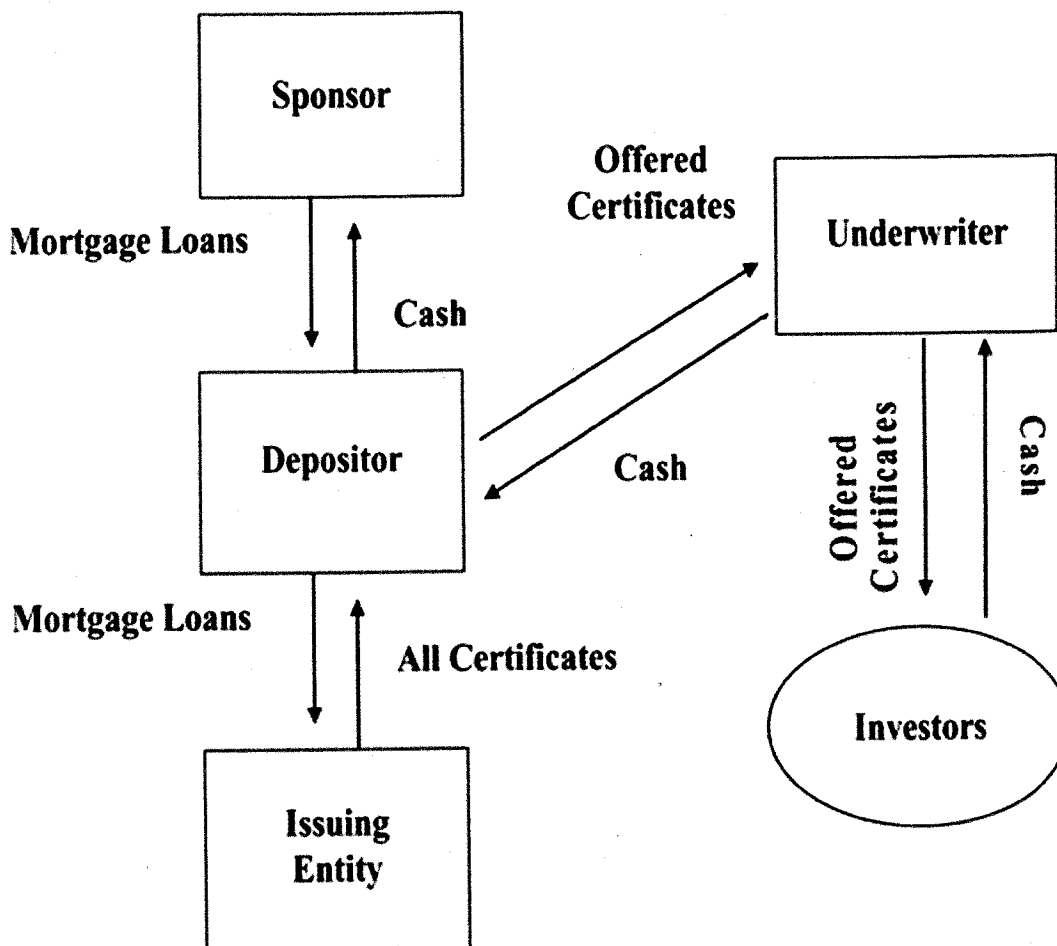 Sponsor
Mortgage Loans
Cash
Offered
Certificates
Underwriter
Depositor
Cash
Offered
Certificates
Cash
Mortgage Loans
All Certificates
Investors
Issuing
Entity